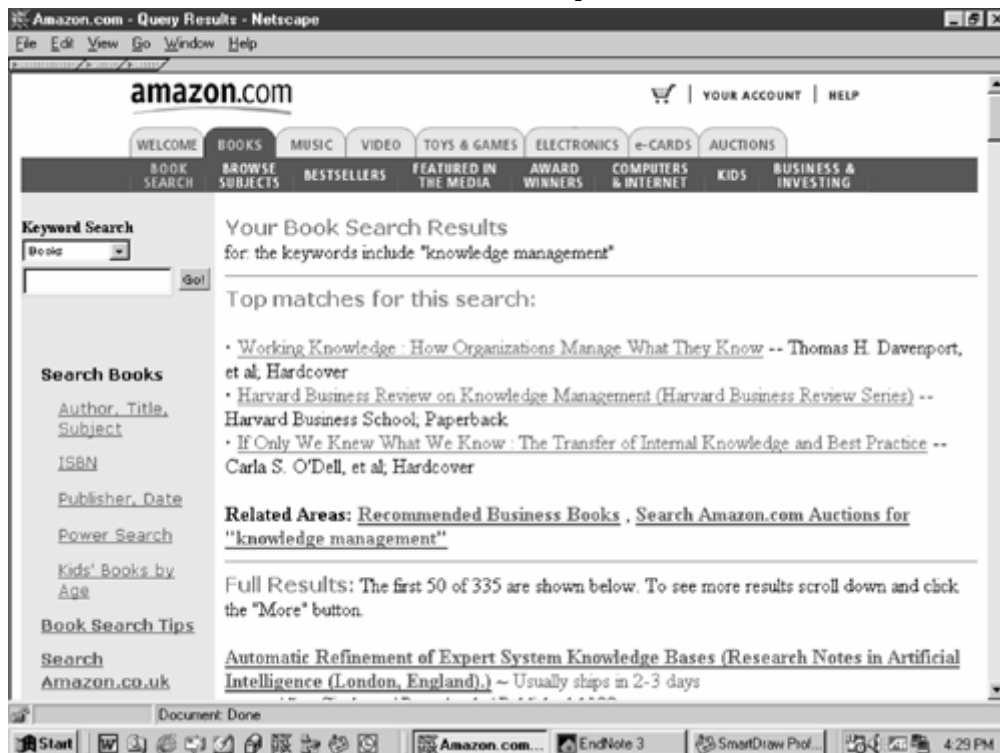 Amazon.com - Query Results - Netscape
File Edit View Go Window Help
amazon.com
YOUR ACCOUNT | HELP
WELCOME BOOKS MUSIC VIDEO TOYS & GAMES ELECTRONICS e-CARDS AUCTIONS
BOOK SEARCH BROWSE SUBJECTS BESTSELLERS FEATURED IN THE MEDIA AWARD WINNERS COMPUTERS & INTERNET KIDS BUSINESS & INVESTING
Keyword Search
Books
Go!
Search Books
Author, Title,
Subject
ISBN
Publisher, Date
Power Search
Kids' Books by
Age
Book Search Tips
Search
Amazon.co.uk
Your Book Search Results
for: the keywords include "knowledge management"
Top matches for this search:
• Working Knowledge : How Organizations Manage What They Know -- Thomas H. Davenport,
et al; Hardcover
• Harvard Business Review on Knowledge Management (Harvard Business Review Series) --
Harvard Business School; Paperback
• If Only We Knew What We Know : The Transfer of Internal Knowledge and Best Practice --
Carla S. O'Dell, et al; Hardcover
Related Areas: Recommended Business Books , Search Amazon.com Auctions for
"knowledge management"
Full Results: The first 50 of 335 are shown below. To see more results scroll down and click
the "More" button.
Automatic Refinement of Expert System Knowledge Bases (Research Notes in Artificial
Intelligence (London, England).) ~ Usually ships in 2-3 days
Document: Done
Start Amazon.com... EndNote 3 SmartDraw Prof... 4:29 PM